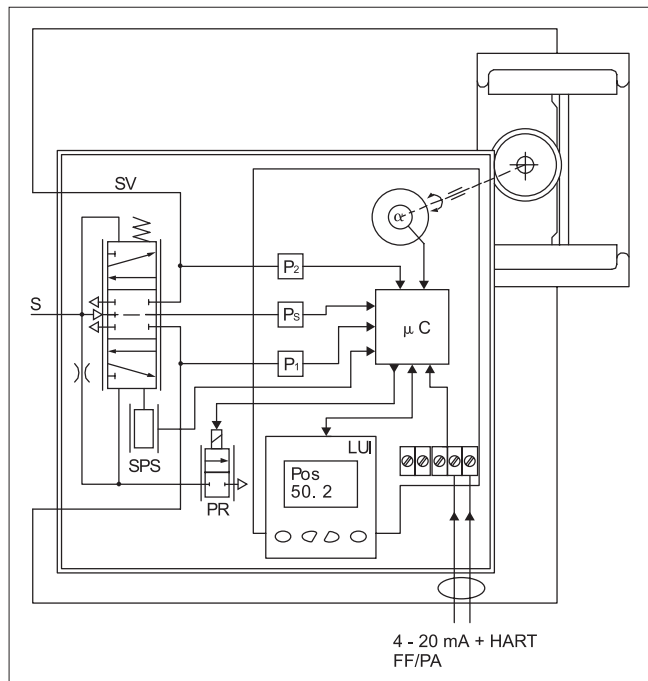 SV
α
S
P2
PS
P1
μ C
SPS
PR
LUI
Pos
50. 2
4 - 20 mA + HART
FF/PA